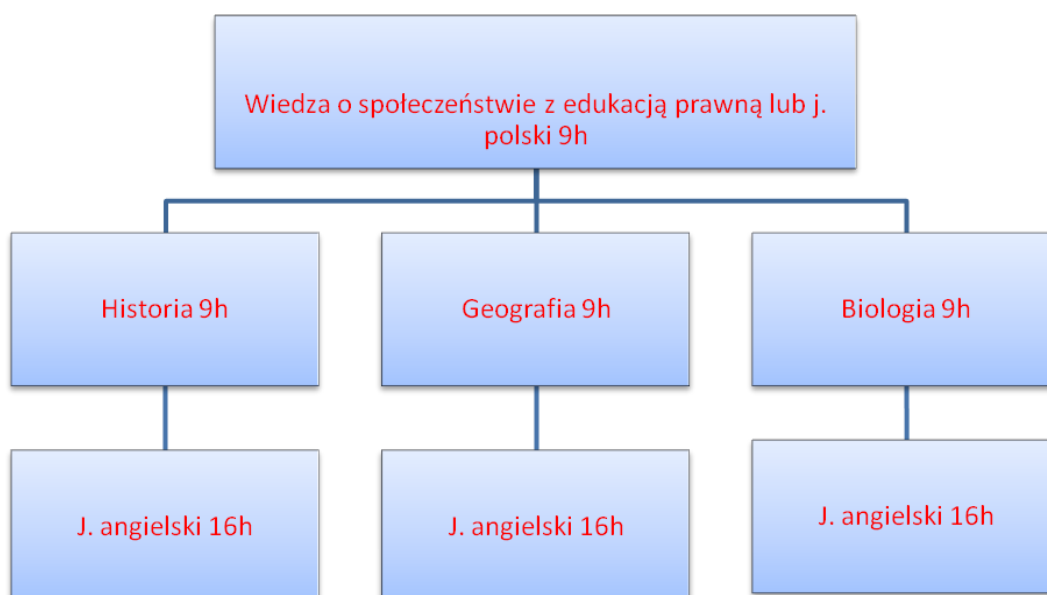 Wiedza o społeczeństwie z edukacją prawną lub j.
polski 9h
Historia 9h
Geografia 9h
Biologia 9h
J. angielski 16h
J. angielski 16h
J. angielski 16h